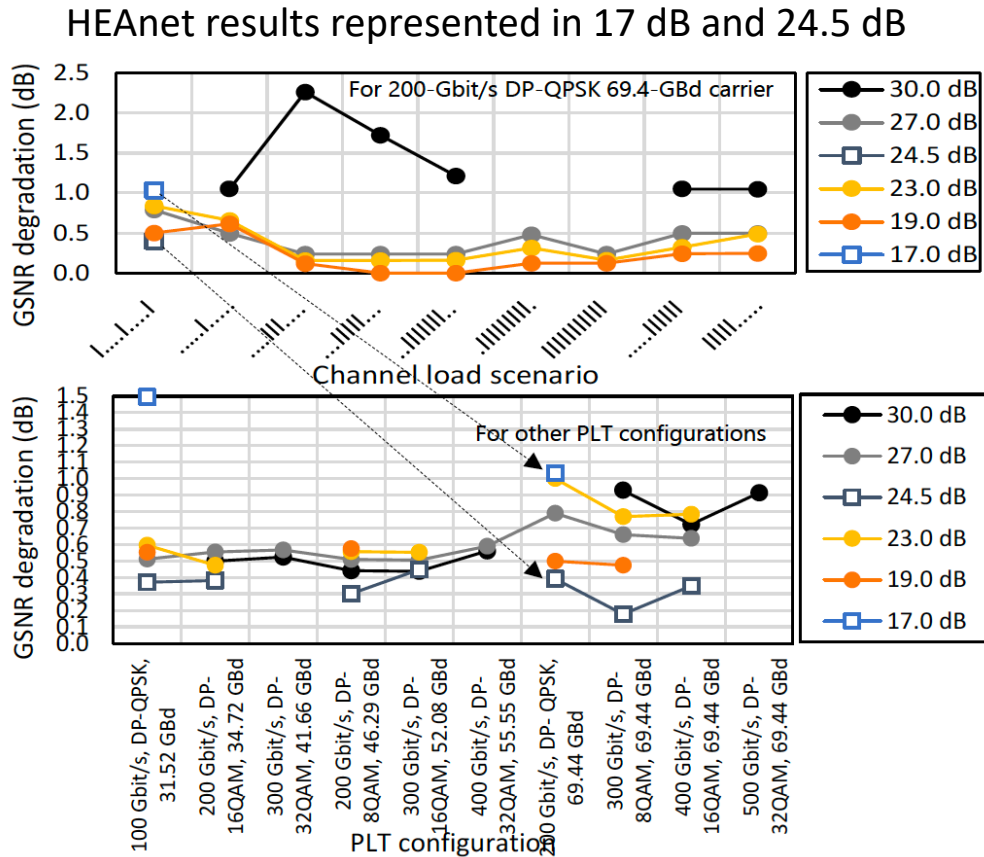 HEAnet results represented in 17 dB and 24.5 dB
GSNR degradation (dB)
2.5
2.0
1.5
1.0
0.5
0.0
For 200-Gbit/s DP-QPSK 69.4-GBd carrier
30.0 dB
27.0 dB
24.5 dB
23.0 dB
19.0 dB
17.0 dB
Channel load scenario
GSNR degradation (dB)
1.5
1.4
1.3
1.2
1.1
1.0
0.9
0.8
0.7
0.6
0.5
0.4
0.3
0.2
0.1
0.0
For other PLT configurations
30.0 dB
27.0 dB
24.5 dB
23.0 dB
19.0 dB
17.0 dB
100 Gbit/s, DP-QPSK,
31.52 GBd
200 Gbit/s, DP-
16QAM, 34.72 GBd
300 Gbit/s, DP-
32QAM, 41.66 GBd
200 Gbit/s, DP-
8QAM, 46.29 GBd
300 Gbit/s, DP-
16QAM, 52.08 GBd
400 Gbit/s, DP-
32QAM, 55.55 GBd
200 Gbit/s, DP- QPSK,
69.44 GBd
300 Gbit/s, DP-
8QAM, 69.44 GBd
400 Gbit/s, DP-
16QAM, 69.44 GBd
500 Gbit/s, DP-
32QAM, 69.44 GBd
PLT configuration